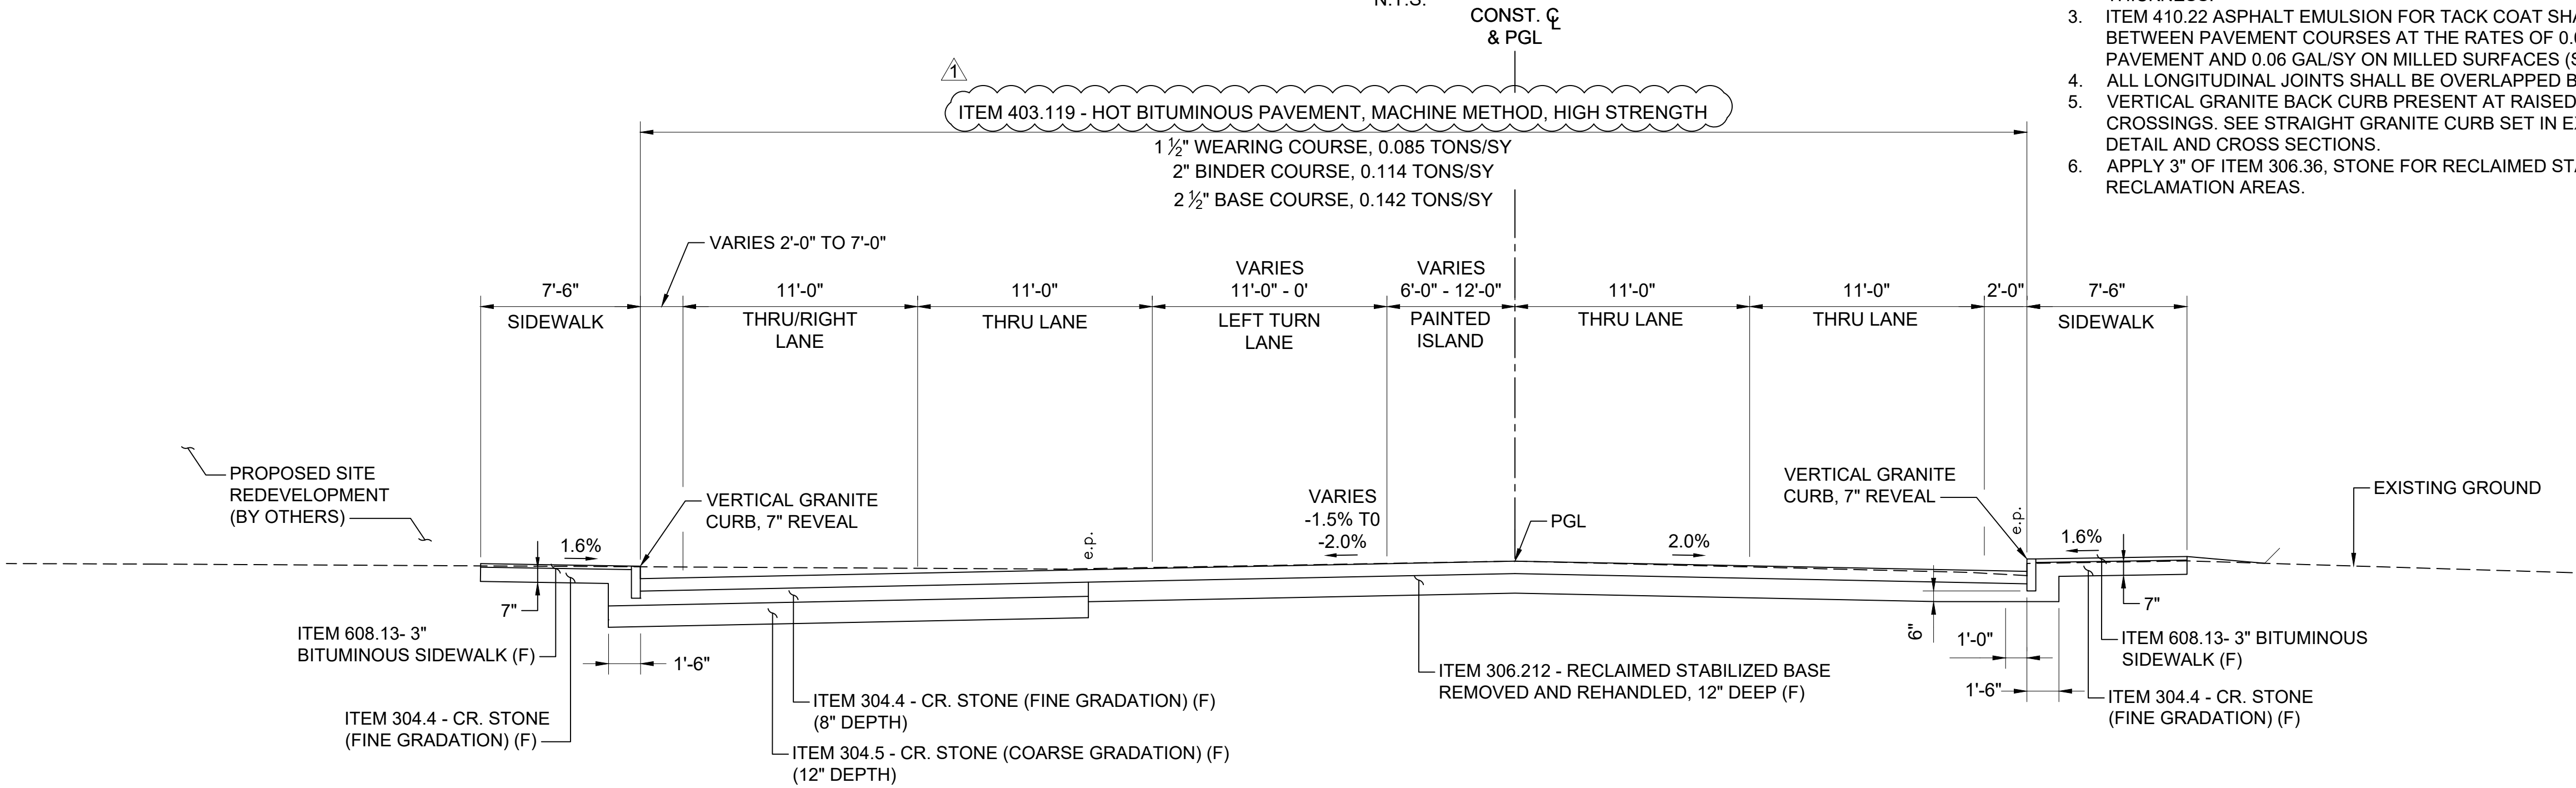 N.T.S.
CONST. ℄
& PGL
1
ITEM 403.119 - HOT BITUMINOUS PAVEMENT, MACHINE METHOD, HIGH STRENGTH
1 ½" WEARING COURSE, 0.085 TONS/SY
2" BINDER COURSE, 0.114 TONS/SY
2 ½" BASE COURSE, 0.142 TONS/SY
THICKNESS.
3. ITEM 410.22 ASPHALT EMULSION FOR TACK COAT
BETWEEN PAVEMENT COURSES AT THE RATES OF
PAVEMENT AND 0.06 GAL/SY ON MILLED SURFACES
4. ALL LONGITUDINAL JOINTS SHALL BE OVERLAPPED
5. VERTICAL GRANITE BACK CURB PRESENT AT RAISED
CROSSINGS. SEE STRAIGHT GRANITE CURB SET IN
DETAIL AND CROSS SECTIONS.
6. APPLY 3" OF ITEM 306.36, STONE FOR RECLAIMED
RECLAMATION AREAS.
VARIES 2'-0" TO 7'-0"
7'-6"
SIDEWALK
11'-0"
THRU/RIGHT
LANE
11'-0"
THRU LANE
VARIES
11'-0" - 0'
LEFT TURN
LANE
VARIES
6'-0" - 12'-0"
PAINTED
ISLAND
11'-0"
THRU LANE
11'-0"
THRU LANE
2'-0"
7'-6"
SIDEWALK
PROPOSED SITE
REDEVELOPMENT
(BY OTHERS)
VERTICAL GRANITE
CURB, 7" REVEAL
VARIES
-1.5% T0
-2.0%
PGL
2.0%
VERTICAL GRANITE
CURB, 7" REVEAL
EXISTING GROUND
1.6%
e.p.
e.p.
1.6%
7"
ITEM 608.13- 3"
BITUMINOUS SIDEWALK (F)
1'-6"
ITEM 304.4 - CR. STONE
(FINE GRADATION) (F)
ITEM 304.4 - CR. STONE (FINE GRADATION) (F)
(8" DEPTH)
ITEM 304.5 - CR. STONE (COARSE GRADATION) (F)
(12" DEPTH)
ITEM 306.212 - RECLAIMED STABILIZED BASE
REMOVED AND REHANDLED, 12" DEEP (F)
6"
1'-0"
1'-6"
7"
ITEM 608.13- 3" BITUMINOUS
SIDEWALK (F)
ITEM 304.4 - CR. STONE
(FINE GRADATION) (F)